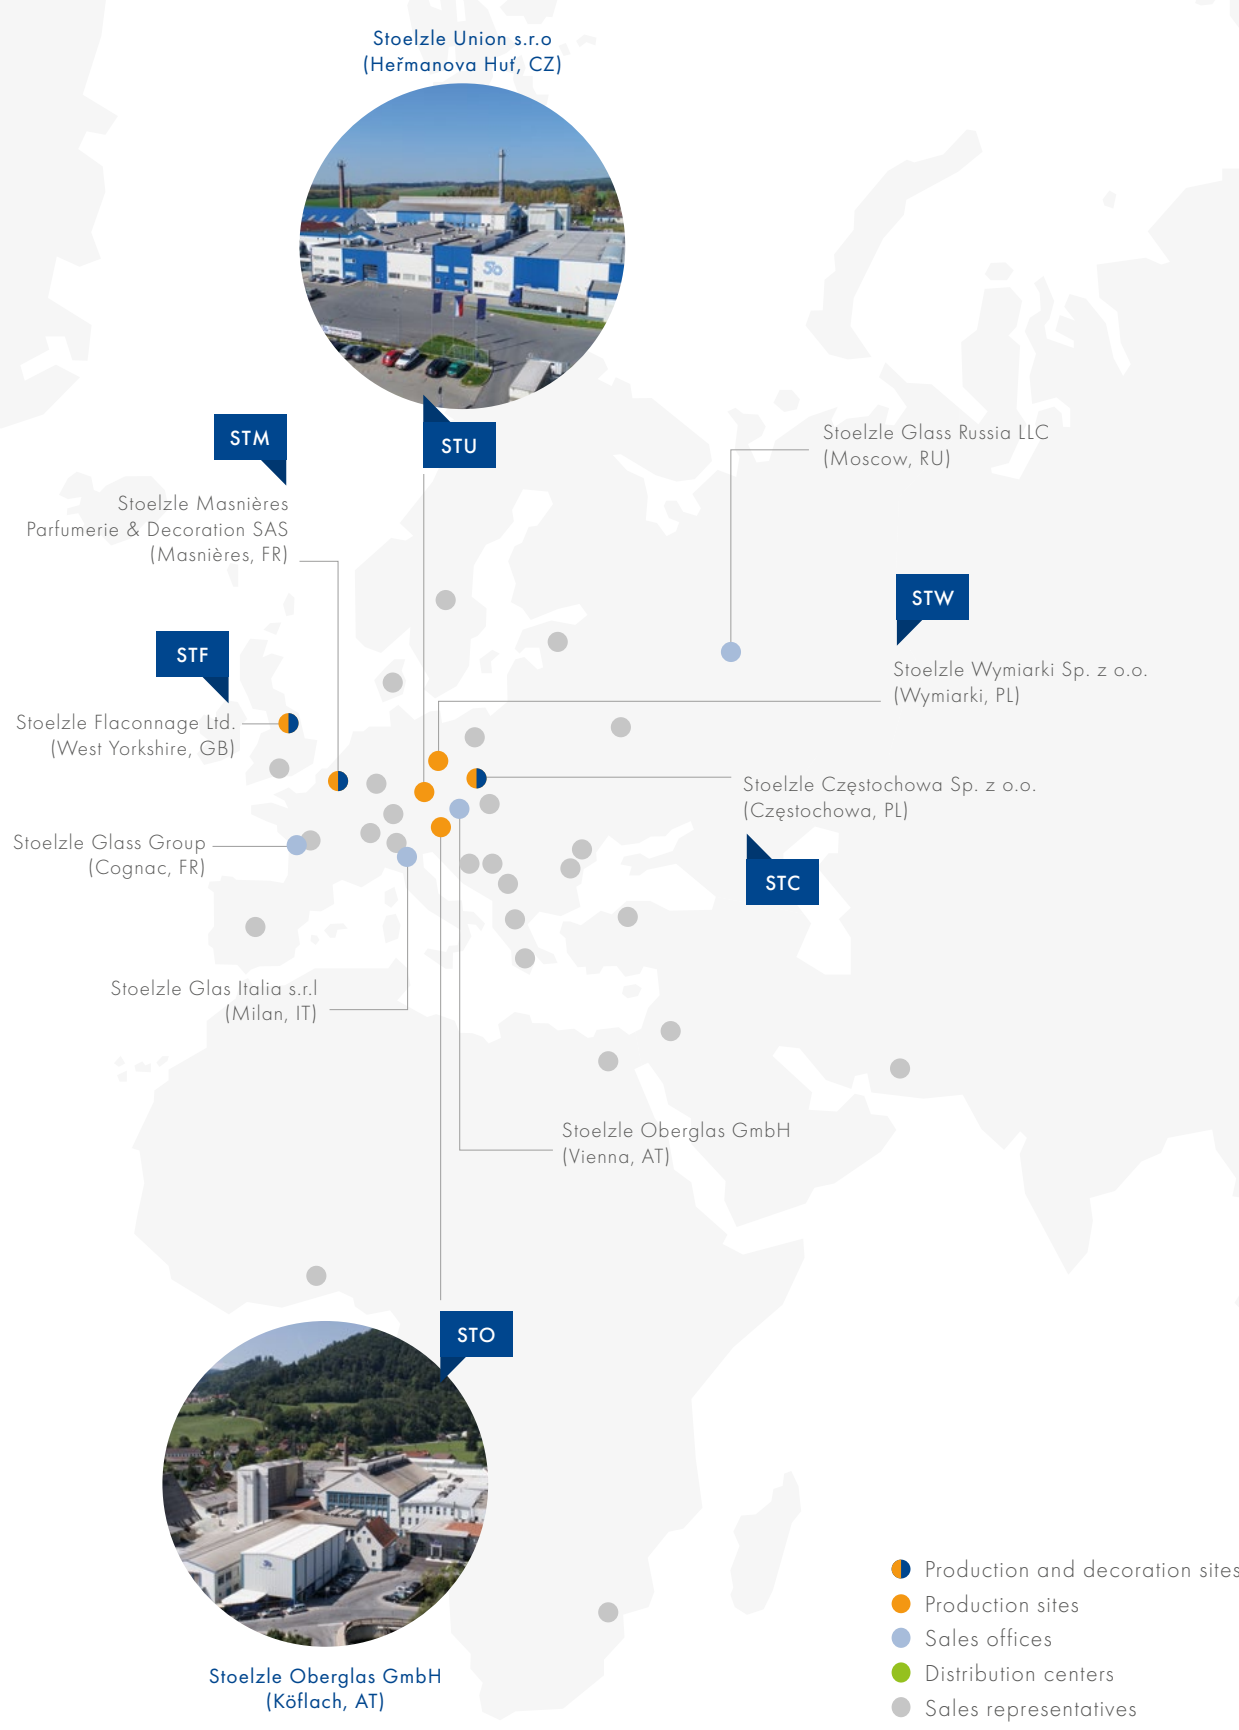 Stoelzle Union s.r.o
(Heřmanova Huť, CZ)
STM
STU
Stoelzle Glass Russia LLC
(Moscow, RU)
Stoelzle Masnières
Parfumerie & Decoration SAS
(Masnières, FR)
STW
STF
Stoelzle Wymiarki Sp. z o.o.
(Wymiarki, PL)
Stoelzle Flaconnage Ltd.
(West Yorkshire, GB)
Stoelzle Częstochowa Sp. z o.o.
(Częstochowa, PL)
Stoelzle Glass Group
(Cognac, FR)
STC
Stoelzle Glas Italia s.r.l
(Milan, IT)
Stoelzle Oberglas GmbH
(Vienna, AT)
STO
Stoelzle Oberglas GmbH
(Köflach, AT)
Production and decoration sites
Production sites
Sales offices
Distribution centers
Sales representatives